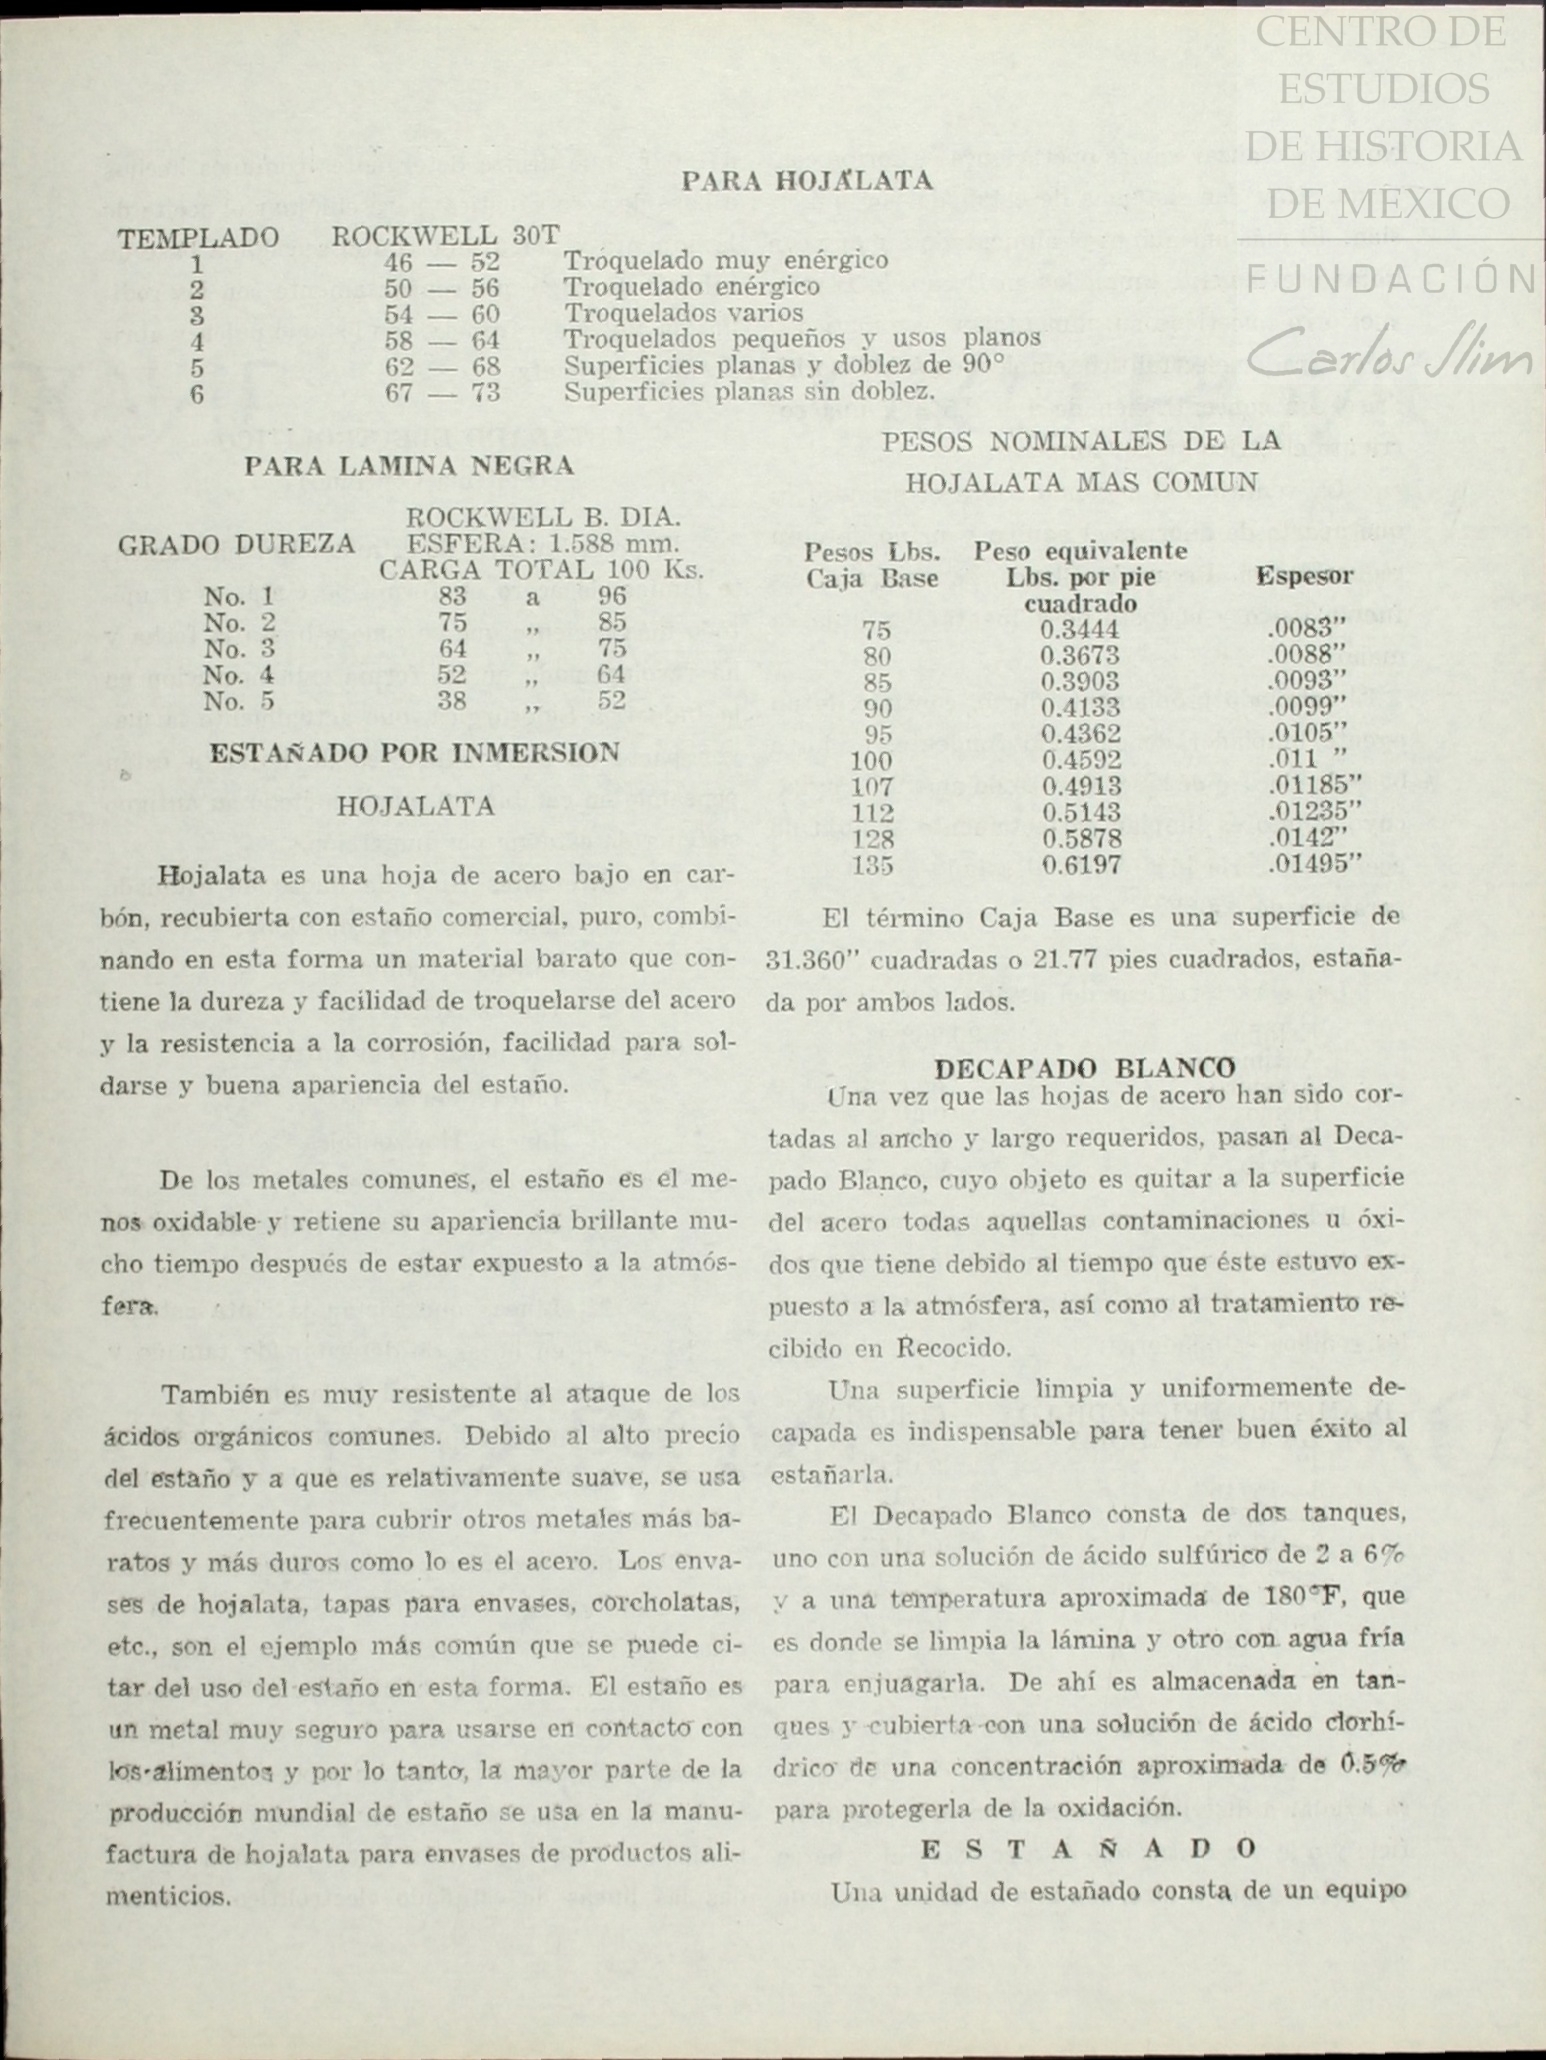 CENTRO DE
ESTUDIOS
DE HISTORIA
DE MÉXICO
FUNDACIÓN
Carlos Slim
PARA HOJALATA
TEMPLADO ROCKWELL 30T
1 46 — 52 Troquelado muy enérgico
2 50 — 56 Troquelado enérgico
3 54 — 60 Troquelados varios
4 58 — 64 Troquelados pequeños y usos planos
5 62 — 68 Superficies planas y doblez de 90°
6 67 — 73 Superficies planas sin doblez.
PARA LAMINA NEGRA
ROCKWELL B. DIA.
GRADO DUREZA ESFERA: 1.588 mm.
CARGA TOTAL 100 Ks.
No. 1 83 a 96
No. 2 75 „ 85
No. 3 64 „ 75
No. 4 52 „ 64
No. 5 38 „ 52
ESTAÑADO POR INMERSION
HOJALATA
Hojalata es una hoja de acero bajo en car-
bón, recubierta con estaño comercial, puro, combi-
nando en esta forma un material barato que con-
tiene la dureza y facilidad de troquelarse del acero
y la resistencia a la corrosión, facilidad para sol-
darse y buena apariencia del estaño.
De los metales comunes, el estaño es el me-
nos oxidable y retiene su apariencia brillante mu-
cho tiempo después de estar expuesto a la atmós-
fera.
También es muy resistente al ataque de los
ácidos orgánicos comunes. Debido al alto precio
del estaño y a que es relativamente suave, se usa
frecuentemente para cubrir otros metales más ba-
ratos y más duros como lo es el acero. Los enva-
ses de hojalata, tapas para envases, corcholatas,
etc., son el ejemplo más común que se puede ci-
tar del uso del estaño en esta forma. El estaño es
un metal muy seguro para usarse en contacto con
los alimentos y por lo tanto, la mayor parte de la
producción mundial de estaño se usa en la manu-
factura de hojalata para envases de productos ali-
menticios.
PESOS NOMINALES DE LA
HOJALATA MAS COMUN
Pesos Lbs. Peso equivalente
Caja Base Lbs. por pie Espesor
cuadrado
75 0.3444 .0083”
80 0.3673 .0088”
85 0.3903 .0093”
90 0.4133 .0099”
95 0.4362 .0105”
100 0.4592 .011 ”
107 0.4913 .01185”
112 0.5143 .01235”
128 0.5878 .0142”
135 0.6197 .01495”
El término Caja Base es una superficie de
31.360” cuadradas o 21.77 pies cuadrados, estaña-
da por ambos lados.
DECAPADO BLANCO
Una vez que las hojas de acero han sido cor-
tadas al ancho y largo requeridos, pasan al Deca-
pado Blanco, cuyo objeto es quitar a la superficie
del acero todas aquellas contaminaciones u óxi-
dos que tiene debido al tiempo que éste estuvo ex-
puesto a la atmósfera, así como al tratamiento re-
cibido en Recocido.
Una superficie limpia y uniformemente de-
capada es indispensable para tener buen éxito al
estañarla.
El Decapado Blanco consta de dos tanques,
uno con una solución de ácido sulfúrico de 2 a 6%
y a una temperatura aproximada de 180°F, que
es donde se limpia la lámina y otro con agua fría
para enjuagarla. De ahí es almacenada en tan-
ques y cubierta con una solución de ácido clorhí-
drico de una concentración aproximada de 0.5%
para protegerla de la oxidación.
E S T A Ñ A D O
Una unidad de estañado consta de un equipo